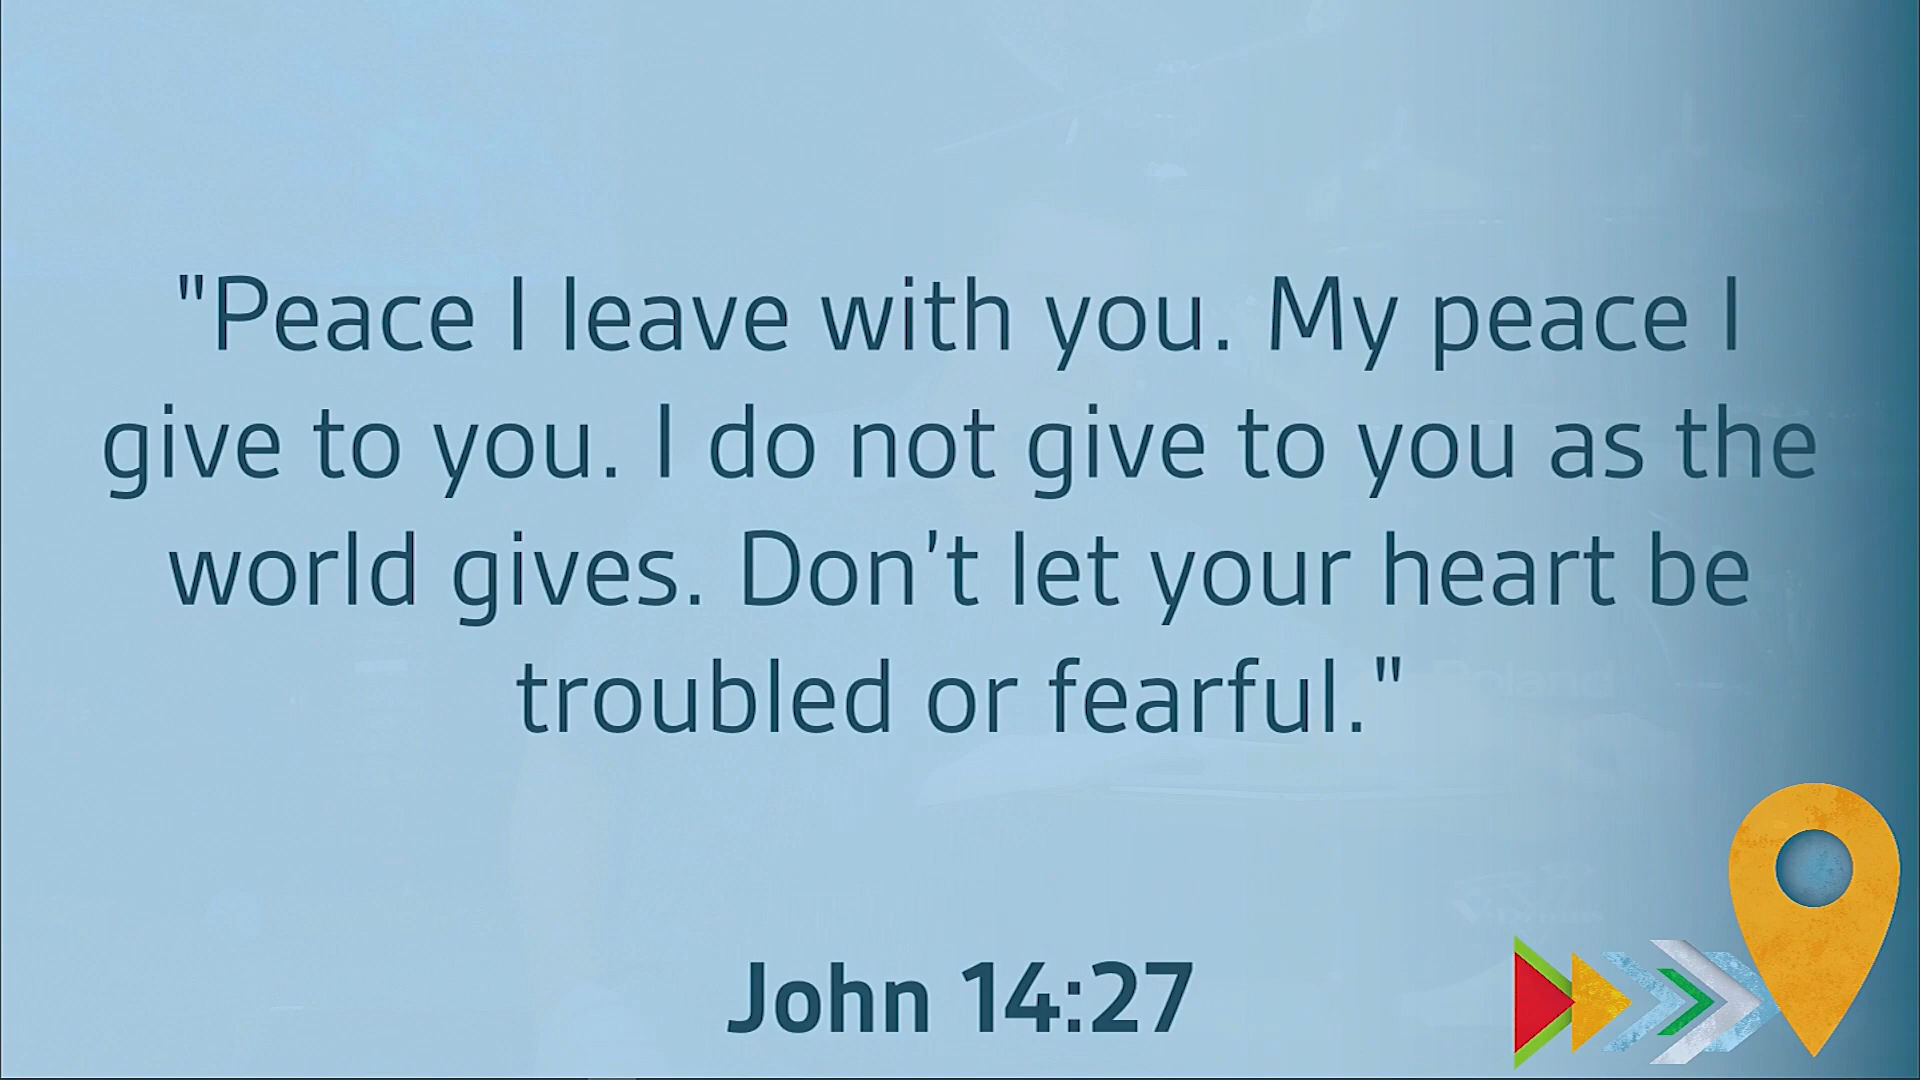 "Peace I leave with you. My peace I
give to you. I do not give to you as the
world gives. Don't let your heart be
troubled or fearful."
Roland
John 14:27